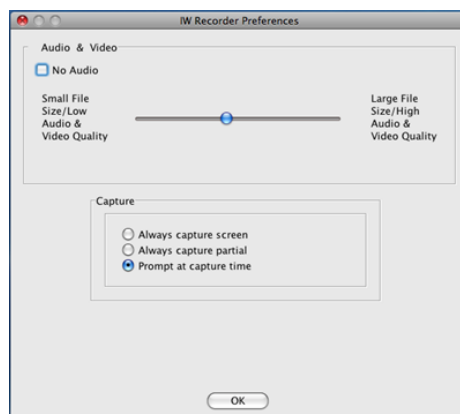 IW Recorder Preferences
Audio & Video
No Audio
Small File
Size/Low
Audio &
Video Quality
Large File
Size/High
Audio &
Video Quality
Capture
Always capture screen
Always capture partial
Prompt at capture time
OK